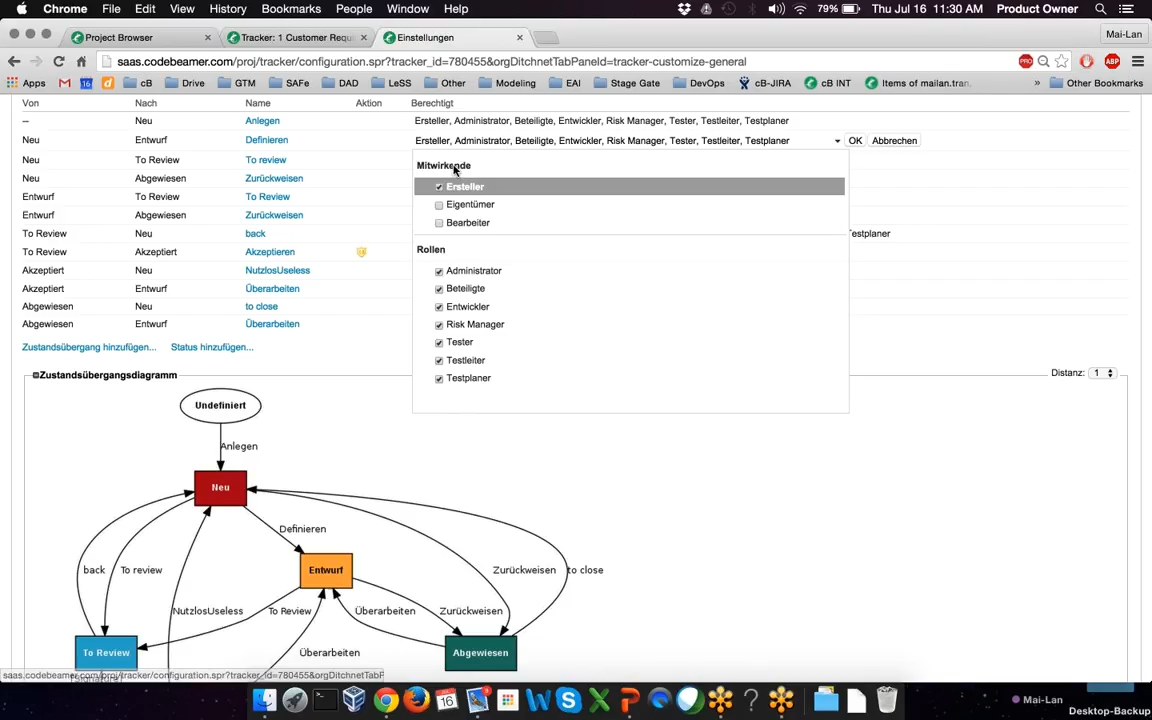 Chrome File Edit View History Bookmarks People Window Help 79% Thu Jul 16 11:30 AM Product Owner
Project Browser Tracker: 1 Customer Requi Einstellungen Mai-Lan
saas.codebeamer.com/proj/tracker/configuration.spr?tracker_id=780455&orgDitchnetTabPaneId=tracker-customize-general
Apps cB Drive GTM SAFe DAD LeSS Other Modeling EAI Stage Gate DevOps cB-JIRA cB INT Items of mailan.tran. » Other Bookmarks
Von Nach Name Aktion Berechtigt
– Neu Anlegen Ersteller, Administrator, Beteiligte, Entwickler, Risk Manager, Tester, Testleiter, Testplaner
Neu Entwurf Definieren Ersteller, Administrator, Beteiligte, Entwickler, Risk Manager, Tester, Testleiter, Testplaner OK Abbrechen
Neu To Review To review
Neu Abgewiesen Zurückweisen
Entwurf To Review To Review
Entwurf Abgewiesen Zurückweisen
To Review Neu back Testplaner
To Review Akzeptiert Akzeptieren
Akzeptiert Neu NutzlosUseless
Akzeptiert Entwurf Überarbeiten
Abgewiesen Neu to close
Abgewiesen Entwurf Überarbeiten
Mitwirkende
Ersteller
Eigentümer
Bearbeiter
Rollen
Administrator
Beteiligte
Entwickler
Risk Manager
Tester
Testleiter
Testplaner
Zustandsübergang hinzufügen... Status hinzufügen...
Zustandsübergangsdiagramm Distanz: 1
Undefiniert
Anlegen
Neu
Definieren
back To review Entwurf Zurückweisen to close
NutzlosUseless To Review Überarbeiten Zurückweisen
To Review Überarbeiten Abgewiesen
saas.codebeamer.com/proj/tracker/configuration.spr?tracker_id=780455&orgDitchnetTabP
Mai-Lan
Desktop-Backup